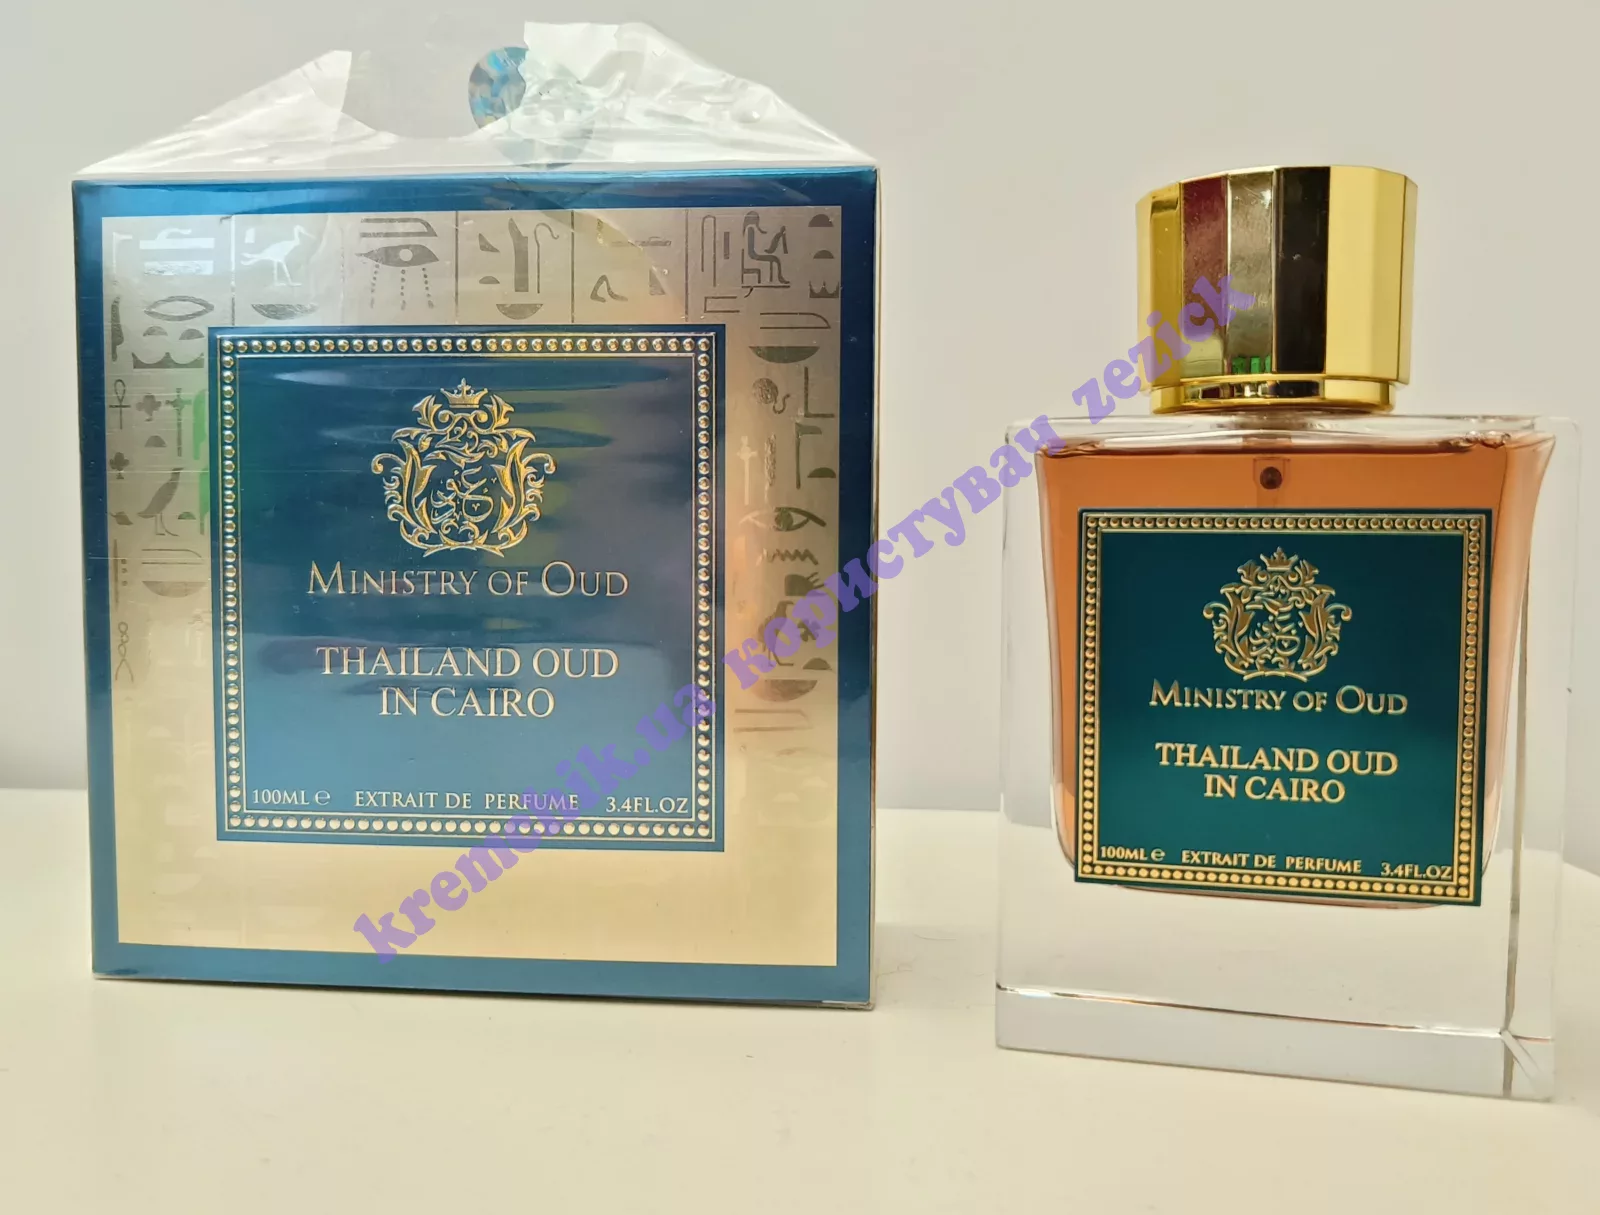 MINISTRY OF OUD
THAILAND OUD
IN CAIRO
100ML ℮ EXTRAIT DE PERFUME 3.4FL.OZ
MINISTRY OF OUD
THAILAND OUD
IN CAIRO
100ML ℮ EXTRAIT DE PERFUME 3.4FL.OZ
kremchik.ua користувач zezick